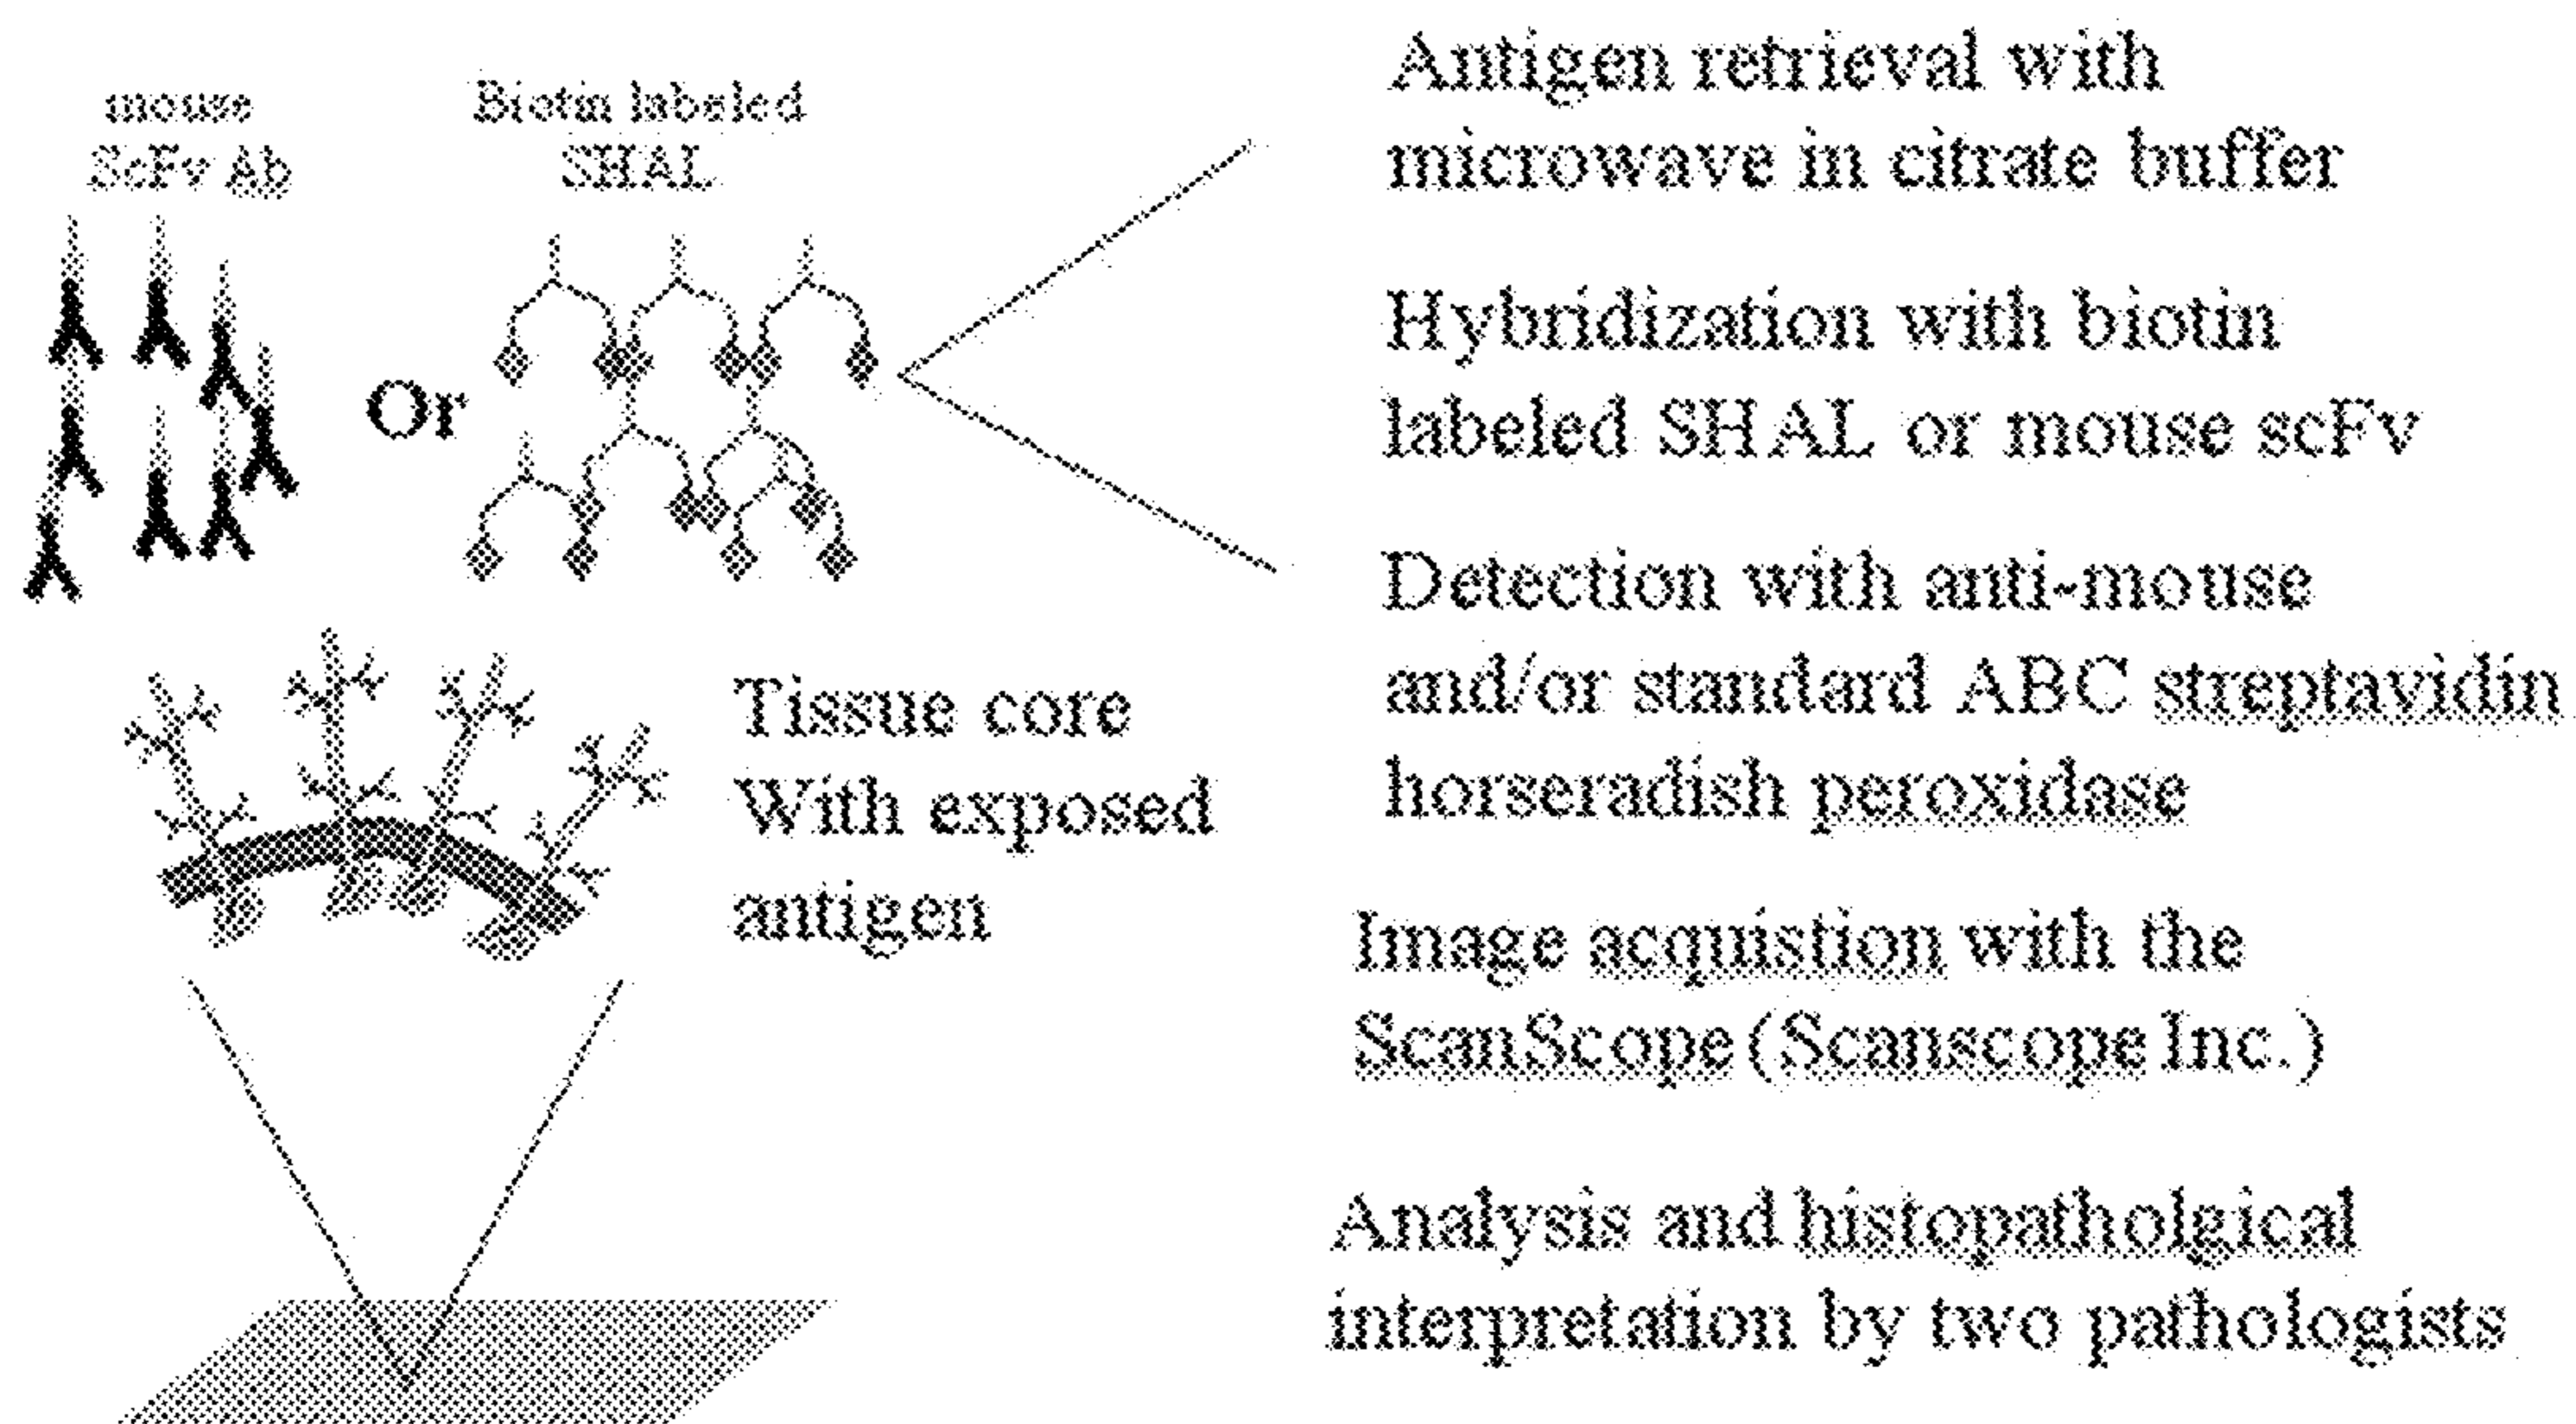 mouse
ScFv Ab
Biotin labeled
SHAL
Or
Tissue core
With exposed
antigen
Antigen retrieval with
microwave in citrate buffer
Hybridization with biotin
labeled SHAL or mouse scFv
Detection with anti-mouse
and/or standard ABC streptavidin
horseradish peroxidase
Image acquistion with the
ScanScope (Scanscope Inc.)
Analysis and histopatholgical
interpretation by two pathologists